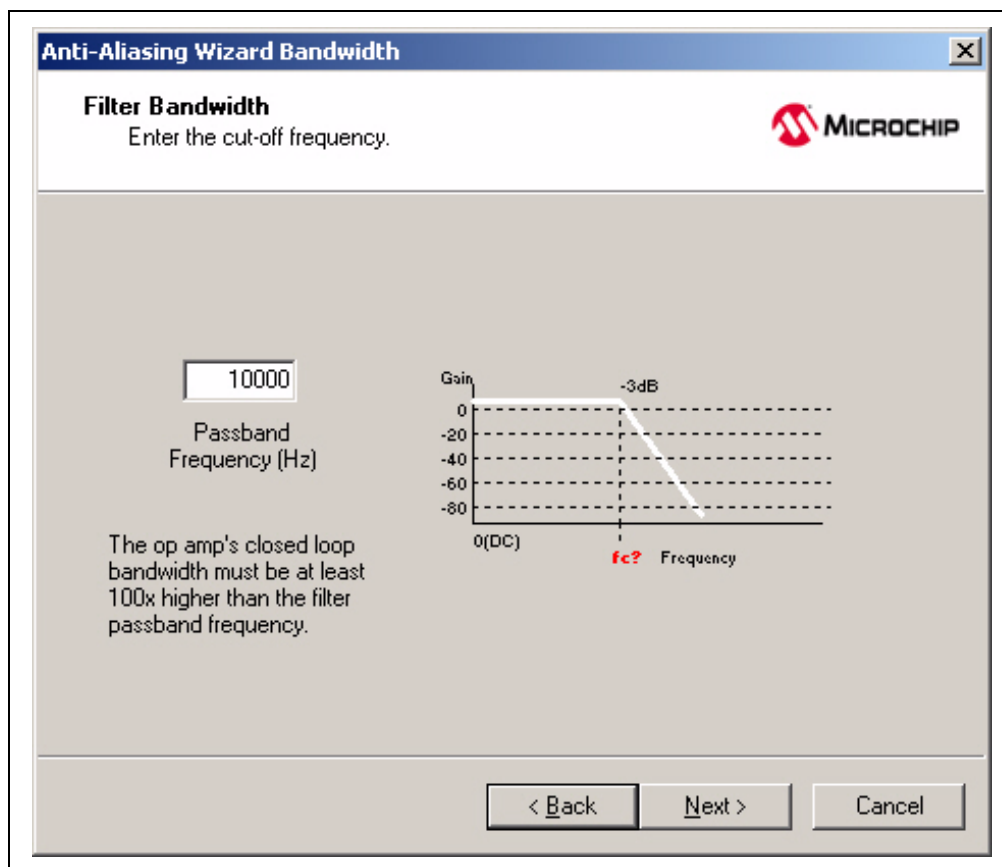 Anti-Aliasing Wizard Bandwidth
Filter Bandwidth
Enter the cut-off frequency.
MICROCHIP
10000
Passband
Frequency (Hz)
The op amp's closed loop
bandwidth must be at least
100x higher than the filter
passband frequency.
Gain
-3dB
0
-20
-40
-60
-80
0(DC)
fc?
Frequency
< Back
Next >
Cancel